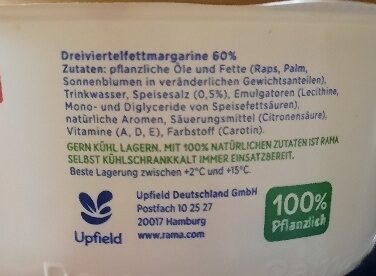 Dreiviertelfettmargarine 60%
Zutaten: pflanzliche Öle und Fette (Raps, Palm,
Sonnenblumen in veränderlichen Gewichtsanteilen),
Trinkwasser, Speisesalz (0,5%), Emulgatoren (Lecithine,
Mono- und Diglyceride von Speisefettsäuren),
natürliche Aromen, Säuerungsmittel (Citronensäure),
Vitamine (A, D, E), Farbstoff (Carotin).
GERN KÜHL LAGERN. MIT 100% NATÜRLICHEN ZUTATEN IST RAMA
SELBST KÜHLSCHRANKKALT IMMER EINSATZBEREIT.
Beste Lagerung zwischen +2°C und +15°C.
Upfield Deutschland GmbH
Postfach 10 25 27
20017 Hamburg
www.rama.com
Upfield
100%
Pflanzlich